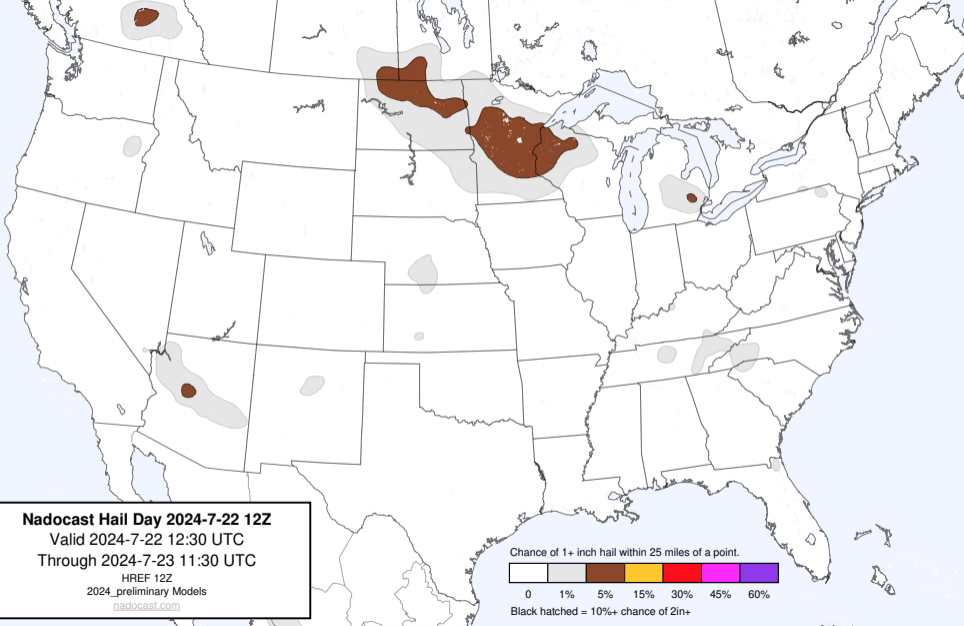 Nadocast Hail Day 2024-7-22 12Z
Valid 2024-7-22 12:30 UTC
Through 2024-7-23 11:30 UTC
HREF 12Z
2024_preliminary Models
nadocast.com
Chance of 1+ inch hail within 25 miles of a point.
0 1% 5% 15% 30% 45% 60%
Black hatched = 10%+ chance of 2in+